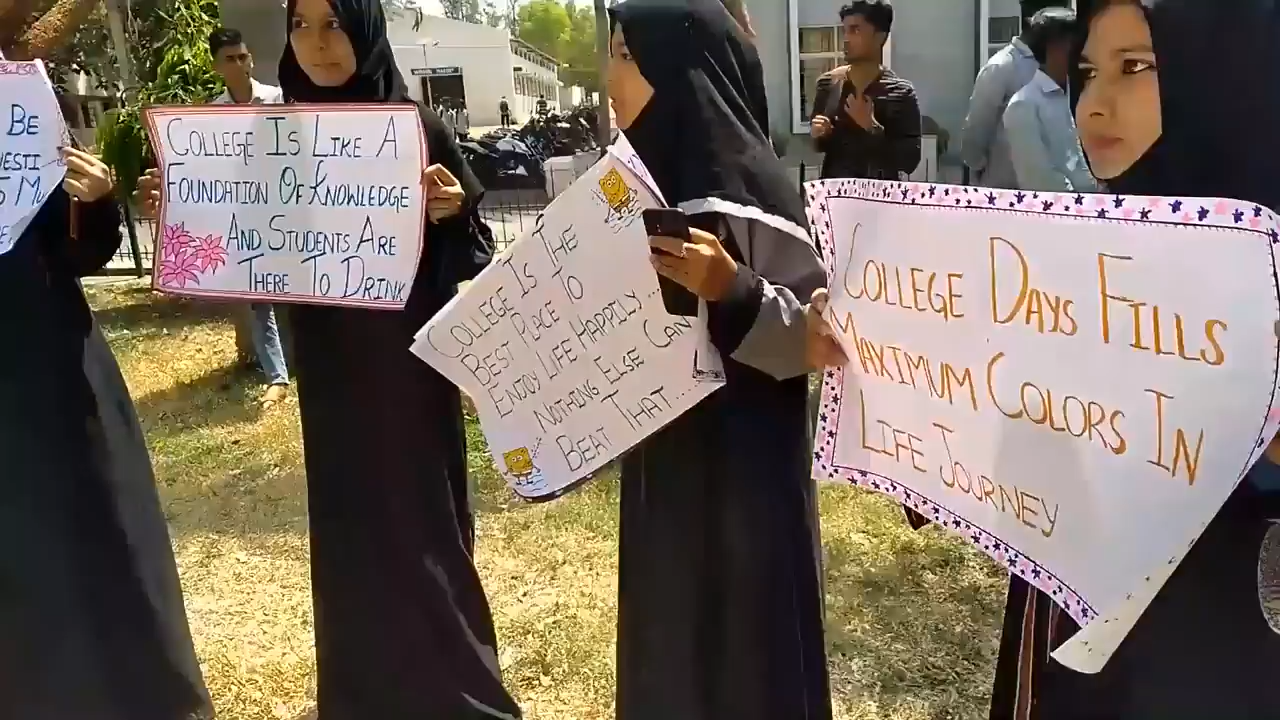 BE
COLLEGE IS LIKE A
FOUNDATION OF KNOWLEDGE
AND STUDENTS ARE
THERE TO DRINK
COLLEGE IS THE
BEST PLACE TO
ENJOY LIFE HAPPILY...
NOTHING ELSE CAN
BEAT THAT.....
COLLEGE DAYS FILLS
MAXIMUM COLORS IN
LIFE JOURNEY